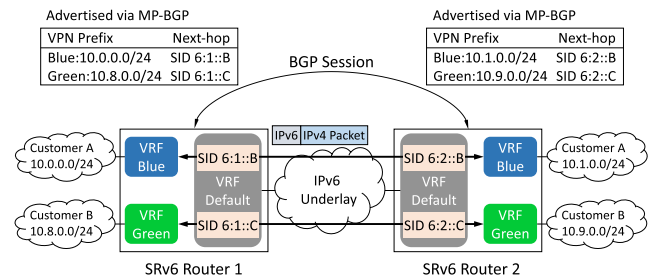 Advertised via MP-BGP
VPN Prefix Next-hop
Blue:10.0.0.0/24 SID 6:1::B
Green:10.8.0.0/24 SID 6:1::C
Advertised via MP-BGP
VPN Prefix Next-hop
Blue:10.1.0.0/24 SID 6:2::B
Green:10.9.0.0/24 SID 6:2::C
BGP Session
IPv6 IPv4 Packet
Customer A
10.0.0.0/24
VRF
Blue
SID 6:1::B
VRF
Default
SID 6:1::C
Customer B
10.8.0.0/24
VRF
Green
IPv6
Underlay
SID 6:2::B
VRF
Default
SID 6:2::C
VRF
Blue
Customer A
10.1.0.0/24
VRF
Green
Customer B
10.9.0.0/24
SRv6 Router 1
SRv6 Router 2